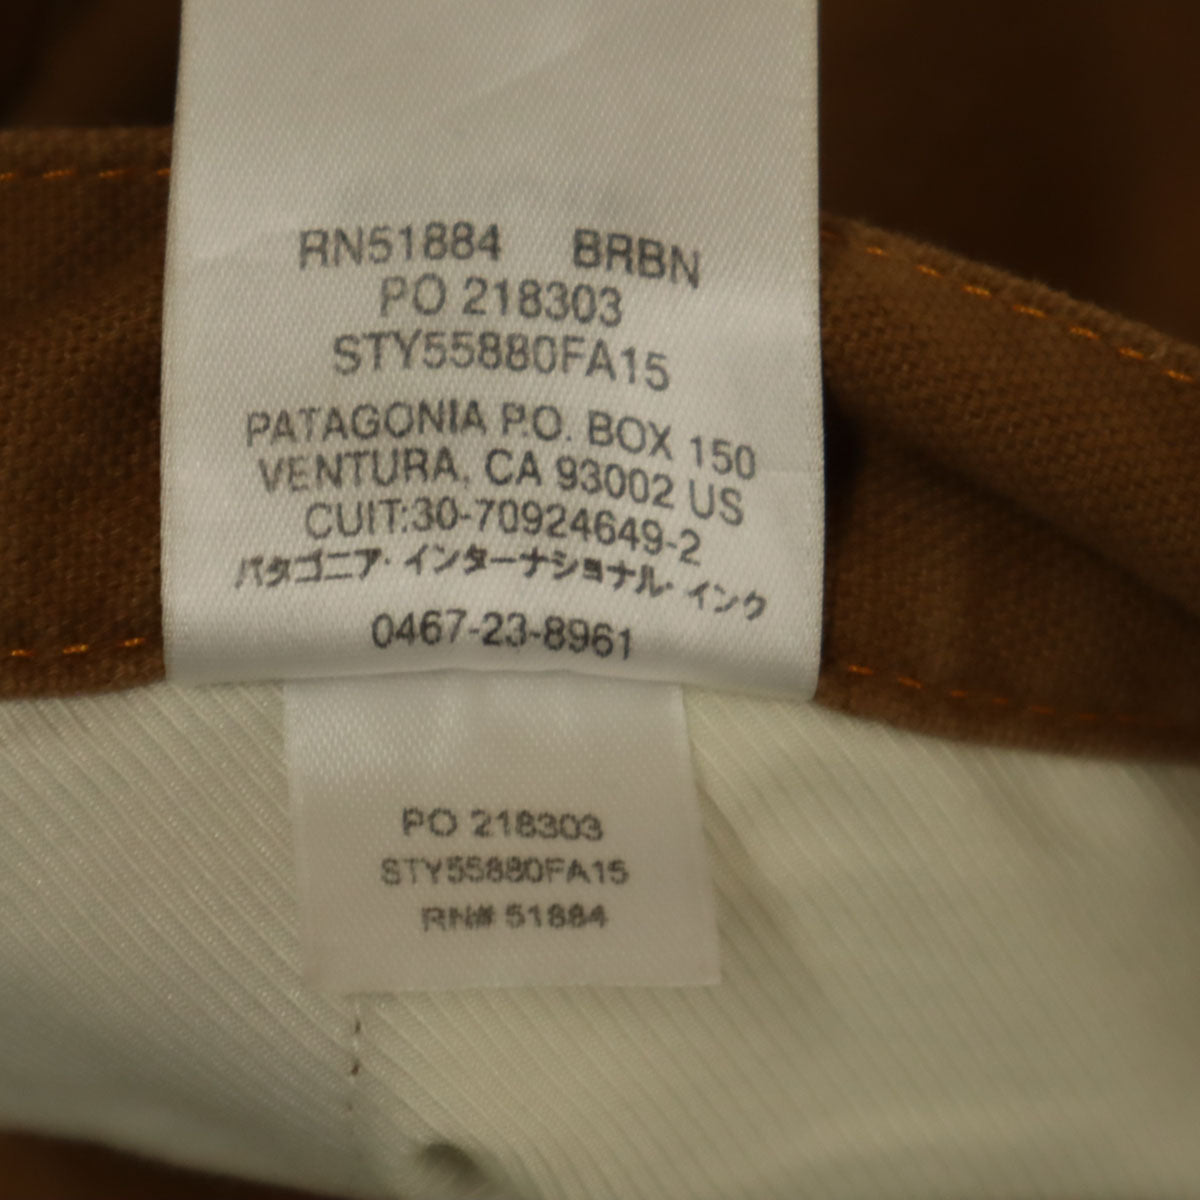 RN51884 BRBN
PO 218303
STY55880FA15
PATAGONIA P.O. BOX 150
VENTURA, CA 93002 US
CUIT:30-70924649-2
パタゴニア・インターナショナル・インク
0467-23-8961
PO 218303
STY55880FA15
RN# 51884